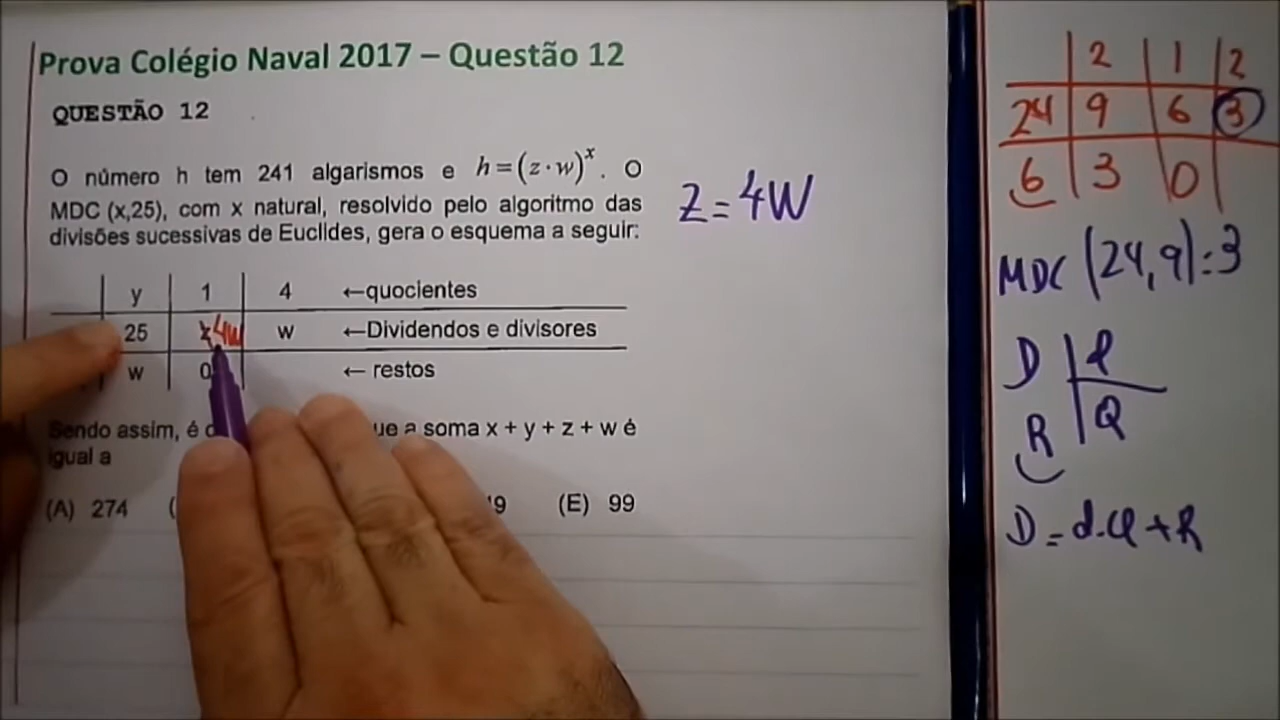 Prova Colégio Naval 2017 – Questão 12
QUESTÃO 12
O número h tem 241 algarismos e h=(z·w)^x. O
MDC (x,25), com x natural, resolvido pelo algoritmo das
divisões sucessivas de Euclides, gera o esquema a seguir:
y 1 4 ←quocientes
25 z 4w w ←Dividendos e divisores
w 0 ← restos
Sendo assim, é a soma x + y + z + w é
igual a
(A) 274 (E) 99
Z = 4W
2 1 2
24 9 6 3
6 3 0
MDC (24,9)=3
D d
R Q
D = d.Q + R